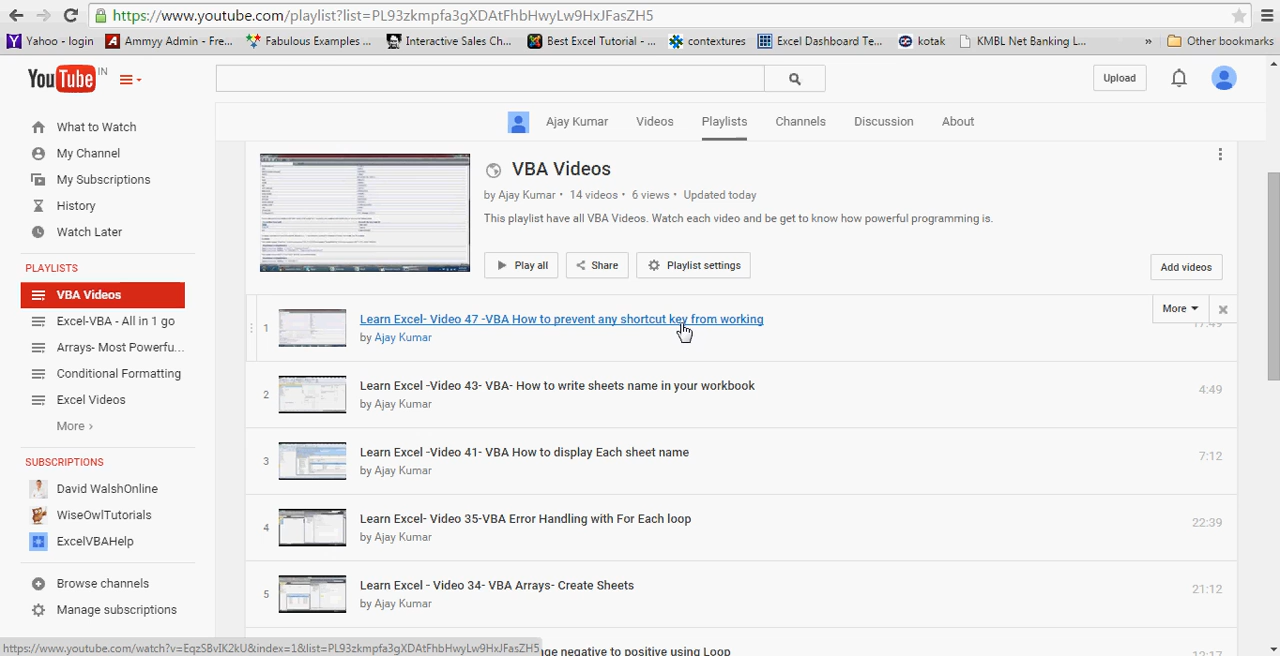 https://www.youtube.com/playlist?list=PL93zkmpfa3gXDAtFhbHwyLw9HxJFasZH5
Yahoo - login Ammyy Admin - Fre... Fabulous Examples ... Interactive Sales Ch... Best Excel Tutorial - ... contextures Excel Dashboard Te... kotak KMBL Net Banking L... » Other bookmarks
YouTube IN Upload
Ajay Kumar Videos Playlists Channels Discussion About
What to Watch
My Channel
My Subscriptions
History
Watch Later
PLAYLISTS
VBA Videos
Excel-VBA - All in 1 go
Arrays- Most Powerfu...
Conditional Formatting
Excel Videos
More ›
SUBSCRIPTIONS
David WalshOnline
WiseOwlTutorials
ExcelVBAHelp
Browse channels
Manage subscriptions
VBA Videos
by Ajay Kumar • 14 videos • 6 views • Updated today
This playlist have all VBA Videos. Watch each video and be get to know how powerful programming is.
Play all Share Playlist settings Add videos
1 Learn Excel- Video 47 -VBA How to prevent any shortcut key from working More
by Ajay Kumar 17:49
2 Learn Excel -Video 43- VBA- How to write sheets name in your workbook 4:49
by Ajay Kumar
3 Learn Excel -Video 41- VBA How to display Each sheet name 7:12
by Ajay Kumar
4 Learn Excel- Video 35-VBA Error Handling with For Each loop 22:39
by Ajay Kumar
5 Learn Excel - Video 34- VBA Arrays- Create Sheets 21:12
by Ajay Kumar
nge negative to positive using Loop 12:17
https://www.youtube.com/watch?v=EqzSBvIK2kU&index=1&list=PL93zkmpfa3gXDAtFhbHwyLw9HxJFasZH5